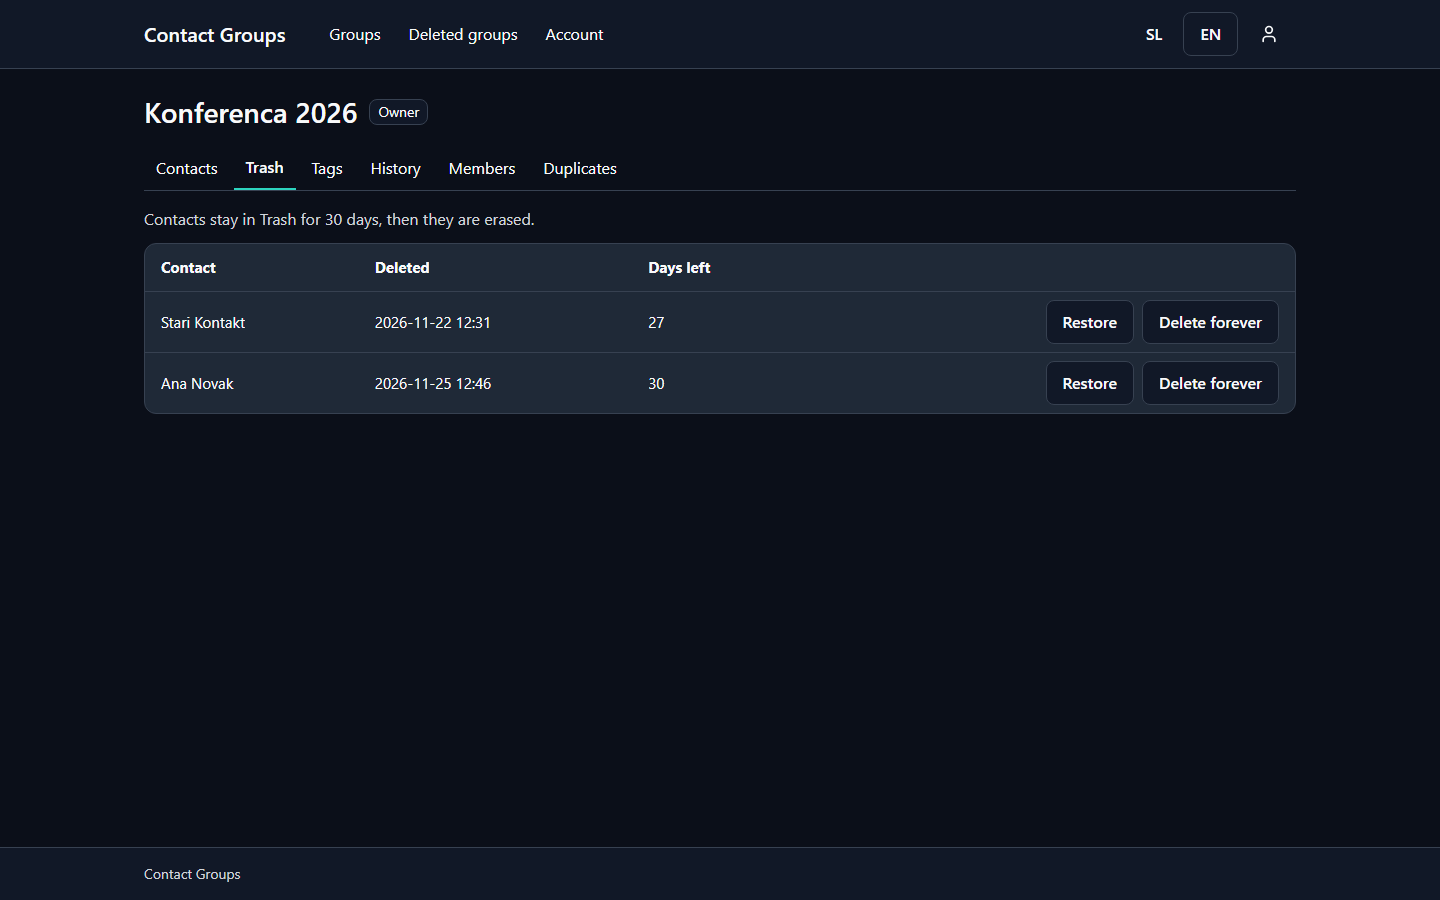 Contact Groups Groups Deleted groups Account SL EN
Konferenca 2026 Owner
Contacts Trash Tags History Members Duplicates
Contacts stay in Trash for 30 days, then they are erased.
Contact Deleted Days left
Stari Kontakt 2026-11-22 12:31 27 Restore Delete forever
Ana Novak 2026-11-25 12:46 30 Restore Delete forever
Contact Groups